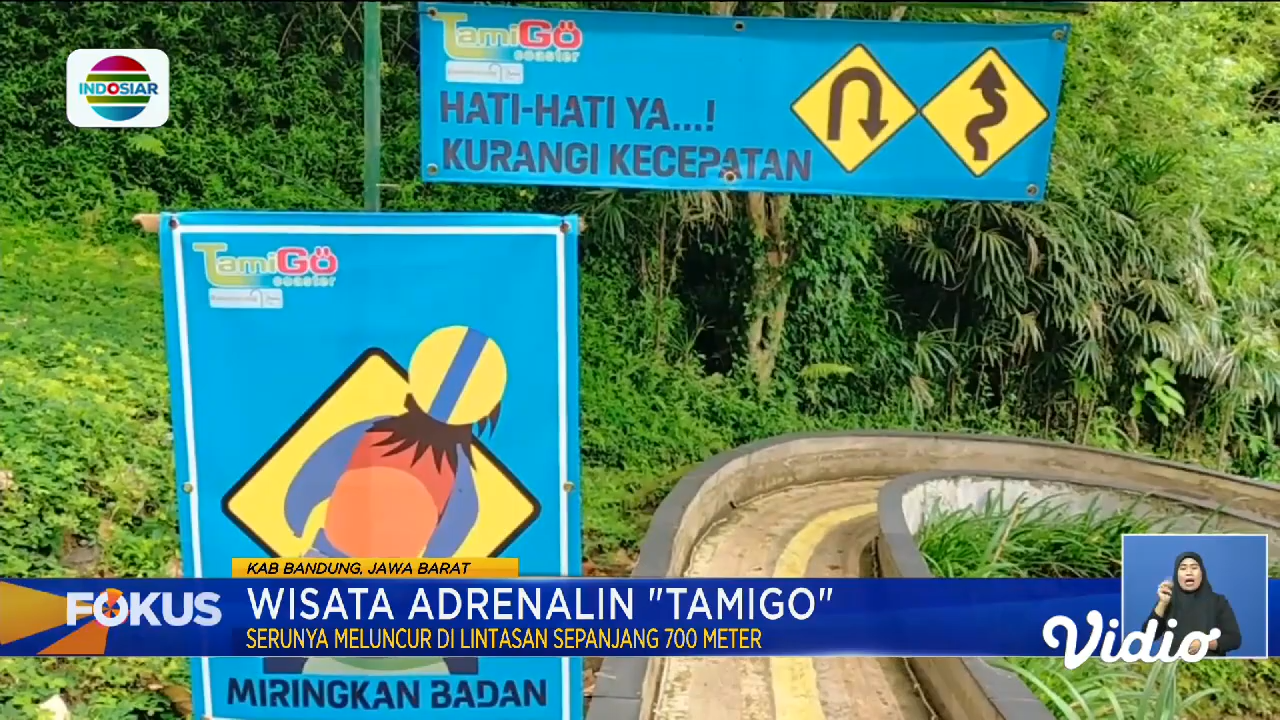 INDOSIAR
TamiGO
coaster
HATI-HATI YA...!
KURANGI KECEPATAN
TamiGO
coaster
KAB BANDUNG, JAWA BARAT
FOKUS
WISATA ADRENALIN "TAMIGO"
SERUNYA MELUNCUR DI LINTASAN SEPANJANG 700 METER
Vidio
MIRINGKAN BADAN